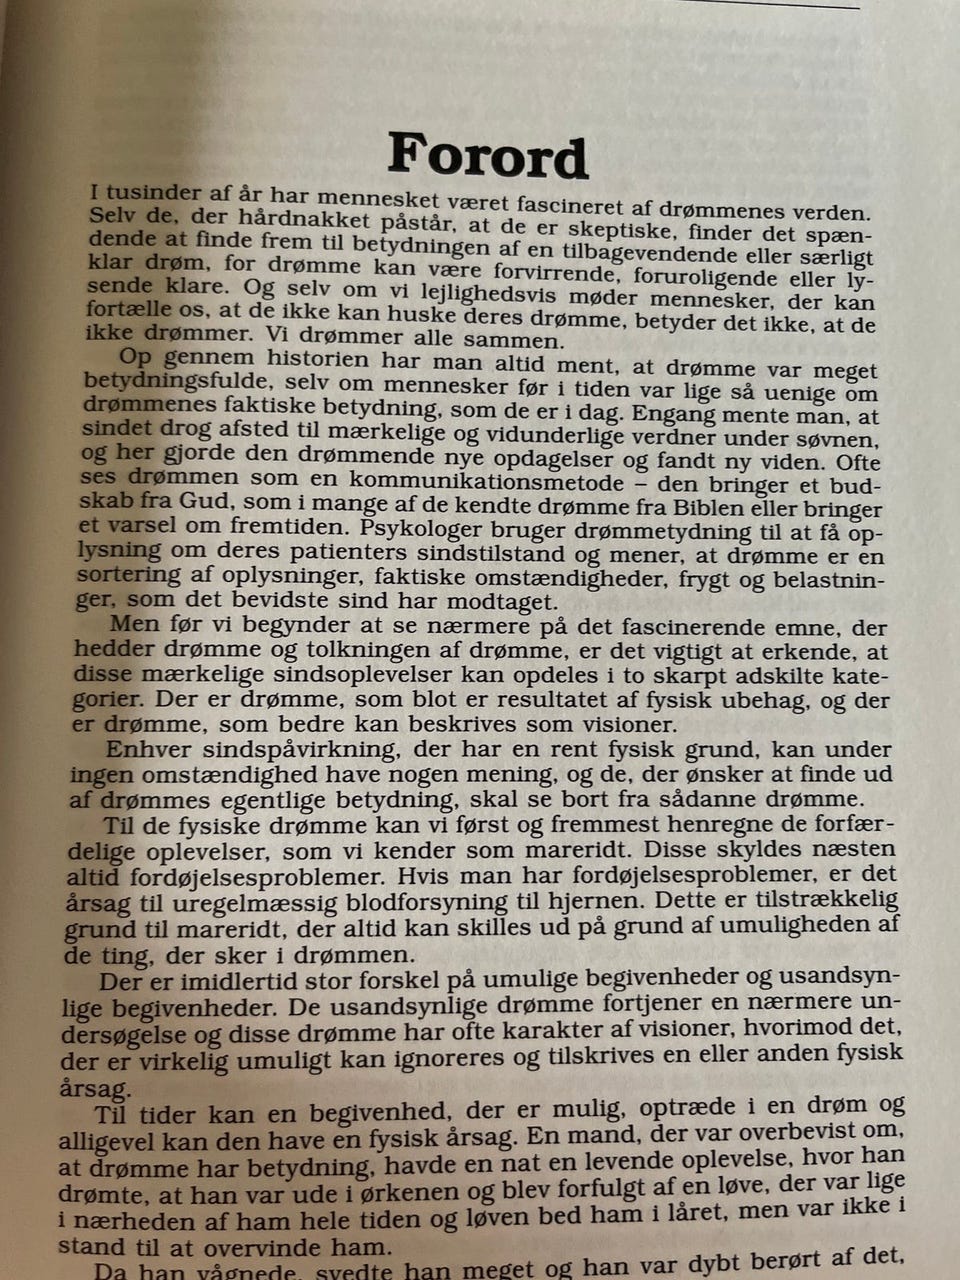 Forord
I tusinder af år har mennesket været fascineret af drømmenes verden.
Selv de, der hårdnakket påstår, at de er skeptiske, finder det spæn-
dende at finde frem til betydningen af en tilbagevendende eller særligt
klar drøm, for drømme kan være forvirrende, foruroligende eller ly-
sende klare. Og selv om vi lejlighedsvis møder mennesker, der kan
fortælle os, at de ikke kan huske deres drømme, betyder det ikke, at de
ikke drømmer. Vi drømmer alle sammen.
Op gennem historien har man altid ment, at drømme var meget
betydningsfulde, selv om mennesker før i tiden var lige så uenige om
drømmenes faktiske betydning, som de er i dag. Engang mente man, at
sindet drog afsted til mærkelige og vidunderlige verdner under søvnen,
og her gjorde den drømmende nye opdagelser og fandt ny viden. Ofte
ses drømmen som en kommunikationsmetode – den bringer et bud-
skab fra Gud, som i mange af de kendte drømme fra Biblen eller bringer
et varsel om fremtiden. Psykologer bruger drømmetydning til at få op-
lysning om deres patienters sindstilstand og mener, at drømme er en
sortering af oplysninger, faktiske omstændigheder, frygt og belastnin-
ger, som det bevidste sind har modtaget.
Men før vi begynder at se nærmere på det fascinerende emne, der
hedder drømme og tolkningen af drømme, er det vigtigt at erkende, at
disse mærkelige sindsoplevelser kan opdeles i to skarpt adskilte kate-
gorier. Der er drømme, som blot er resultatet af fysisk ubehag, og der
er drømme, som bedre kan beskrives som visioner.
Enhver sindspåvirkning, der har en rent fysisk grund, kan under
ingen omstændighed have nogen mening, og de, der ønsker at finde ud
af drømmes egentlige betydning, skal se bort fra sådanne drømme.
Til de fysiske drømme kan vi først og fremmest henregne de forfær-
delige oplevelser, som vi kender som mareridt. Disse skyldes næsten
altid fordøjelsesproblemer. Hvis man har fordøjelsesproblemer, er det
årsag til uregelmæssig blodforsyning til hjernen. Dette er tilstrækkelig
grund til mareridt, der altid kan skilles ud på grund af umuligheden af
de ting, der sker i drømmen.
Der er imidlertid stor forskel på umulige begivenheder og usandsyn-
lige begivenheder. De usandsynlige drømme fortjener en nærmere un-
dersøgelse og disse drømme har ofte karakter af visioner, hvorimod det,
der er virkelig umuligt kan ignoreres og tilskrives en eller anden fysisk
årsag.
Til tider kan en begivenhed, der er mulig, optræde i en drøm og
alligevel kan den have en fysisk årsag. En mand, der var overbevist om,
at drømme har betydning, havde en nat en levende oplevelse, hvor han
drømte, at han var ude i ørkenen og blev forfulgt af en løve, der var lige
i nærheden af ham hele tiden og løven bed ham i låret, men var ikke i
stand til at overvinde ham.
Da han vågnede, svedte han meget og han var dybt berørt af det,